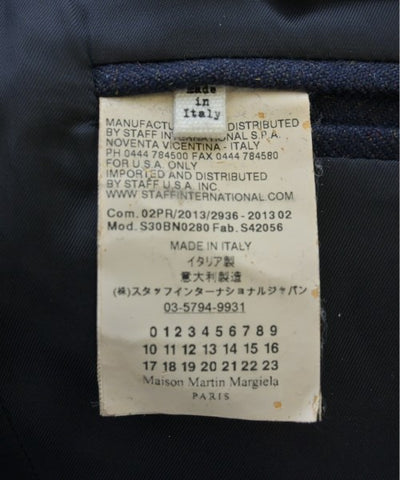 Made
in
Italy
MANUFACTU DISTRIBUTED
BY STAFF INTERNATIONAL S.P.A.
NOVENTA VICENTINA - ITALY
PH 0444 784500 FAX 0444 784580
FOR U.S.A. ONLY
IMPORTED AND DISTRIBUTED
BY STAFF U.S.A. INC.
WWW.STAFFINTERNATIONAL.COM
Com. 02PR/2013/2936 - 2013 02
Mod. S30BN0280 Fab. S42056
MADE IN ITALY
イタリア製
意大利製造
(株)スタッフインターナショナルジャパン
03-5794-9931
0 1 2 3 4 5 6 7 8 9
10 11 12 13 14 15 16
17 18 19 20 21 22 23
Maison Martin Margiela
PARIS